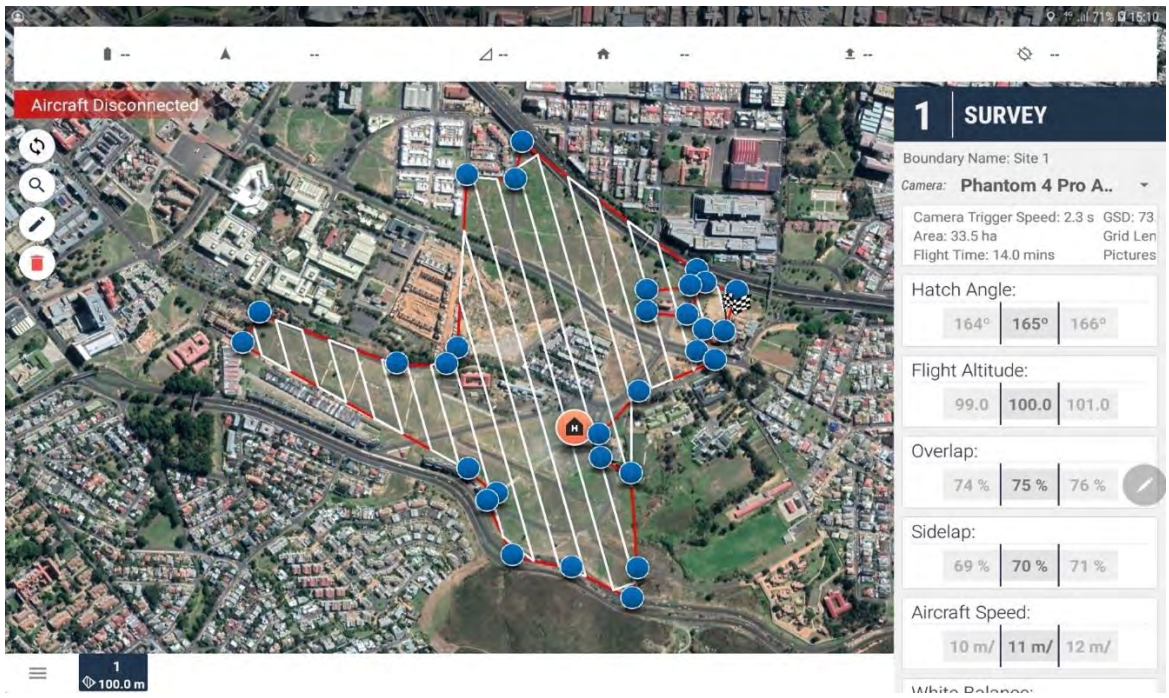 4G 71% 15:10
-- -- -- -- -- --
Aircraft Disconnected
1 SURVEY
Boundary Name: Site 1
Camera: Phantom 4 Pro A..
Camera Trigger Speed: 2.3 s GSD: 73.
Area: 33.5 ha Grid Len
Flight Time: 14.0 mins Pictures
Hatch Angle:
164° 165° 166°
Flight Altitude:
99.0 100.0 101.0
Overlap:
74 % 75 % 76 %
Sidelap:
69 % 70 % 71 %
Aircraft Speed:
10 m/ 11 m/ 12 m/
White Balance:
H
1
100.0 m